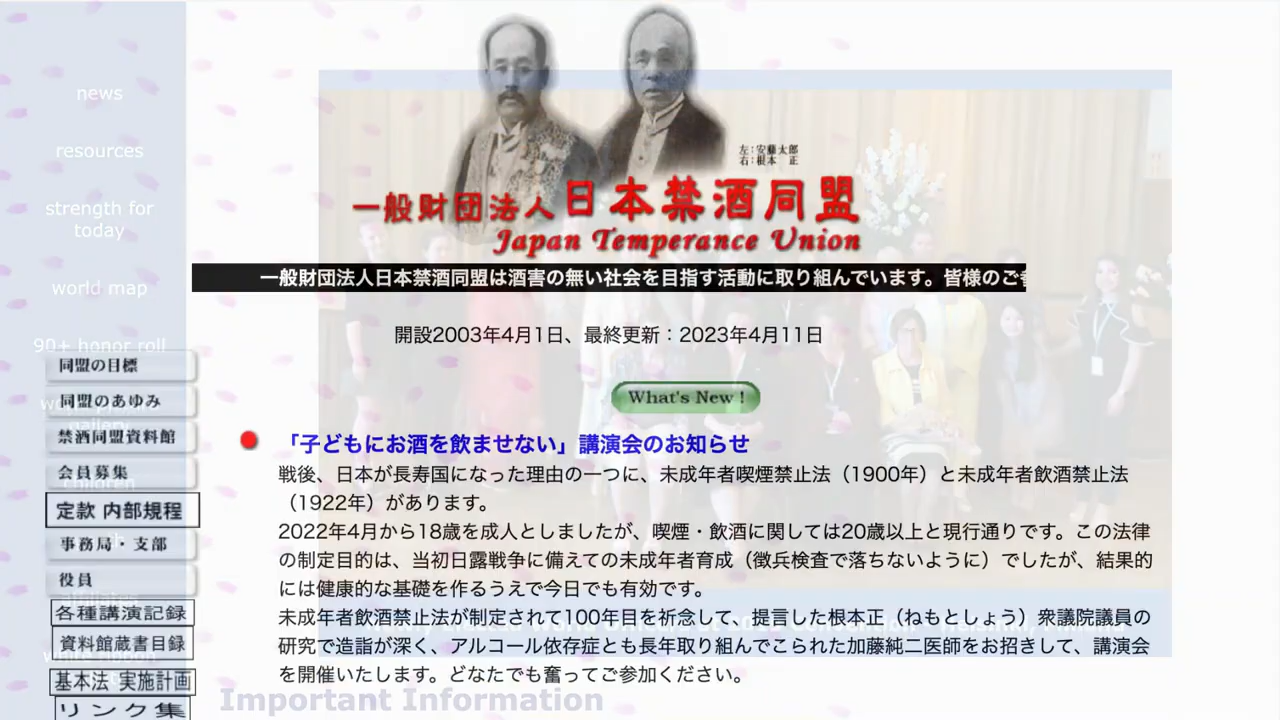 news
resources
strength for
today
world map
90+ honor roll
左:安藤太郎
右:根本 正
一般財団法人日本禁酒同盟
Japan Temperance Union
一般財団法人日本禁酒同盟は酒害の無い社会を目指す活動に取り組んでいます。皆様のご
開設2003年4月1日、最終更新：2023年4月11日
What's New !
同盟の目標
同盟のあゆみ
禁酒同盟資料館
会員募集
定款 内部規程
事務局・支部
役員
各種講演記録
資料館蔵書目録
基本法 実施計画
リンク集
「子どもにお酒を飲ませない」講演会のお知らせ
戦後、日本が長寿国になった理由の一つに、未成年者喫煙禁止法（1900年）と未成年者飲酒禁止法
（1922年）があります。
2022年4月から18歳を成人としましたが、喫煙・飲酒に関しては20歳以上と現行通りです。この法律
の制定目的は、当初日露戦争に備えての未成年者育成（徴兵検査で落ちないように）でしたが、結果的
には健康的な基礎を作るうえで今日でも有効です。
未成年者飲酒禁止法が制定されて100年目を祈念して、提言した根本正（ねもとしょう）衆議院議員の
研究で造詣が深く、アルコール依存症とも長年取り組んでこられた加藤純二医師をお招きして、講演会
を開催いたします。どなたでも奮ってご参加ください。
Important Information